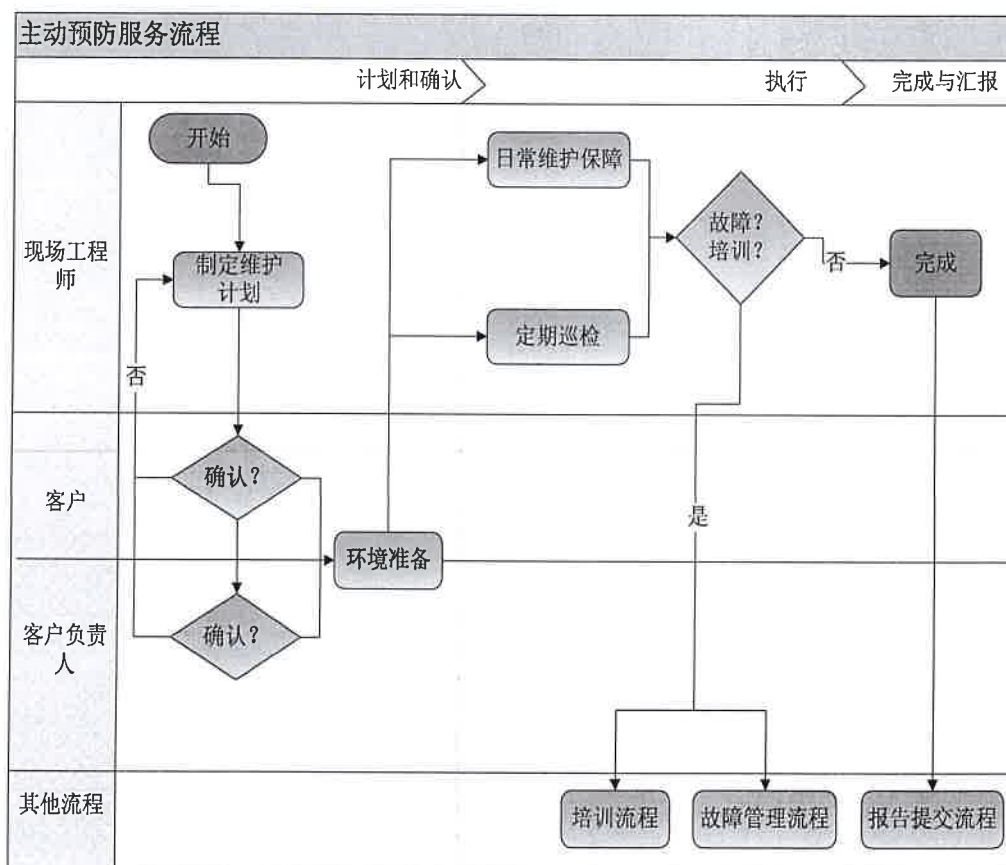 主动预防服务流程
计划和确认
执行
完成与汇报
现场工程
师
开始
制定维护
计划
否
日常维护保障
定期巡检
故障?
培训?
否
完成
客户
确认?
环境准备
是
客户负责
人
确认?
其他流程
培训流程
故障管理流程
报告提交流程